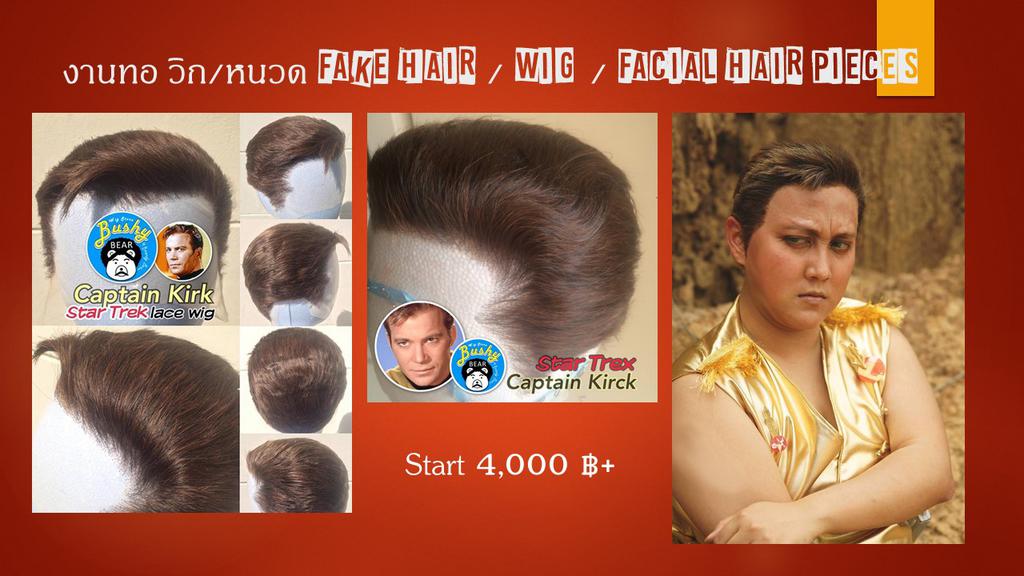 งานทอ วิก/หนวด FAKE HAIR / WIG / FACIAL HAIR PIECES
Bushy
BEAR
Captain Kirk
Star Trek lace wig
Bushy
BEAR
Star Trex
Captain Kirck
Start 4,000 ฿+